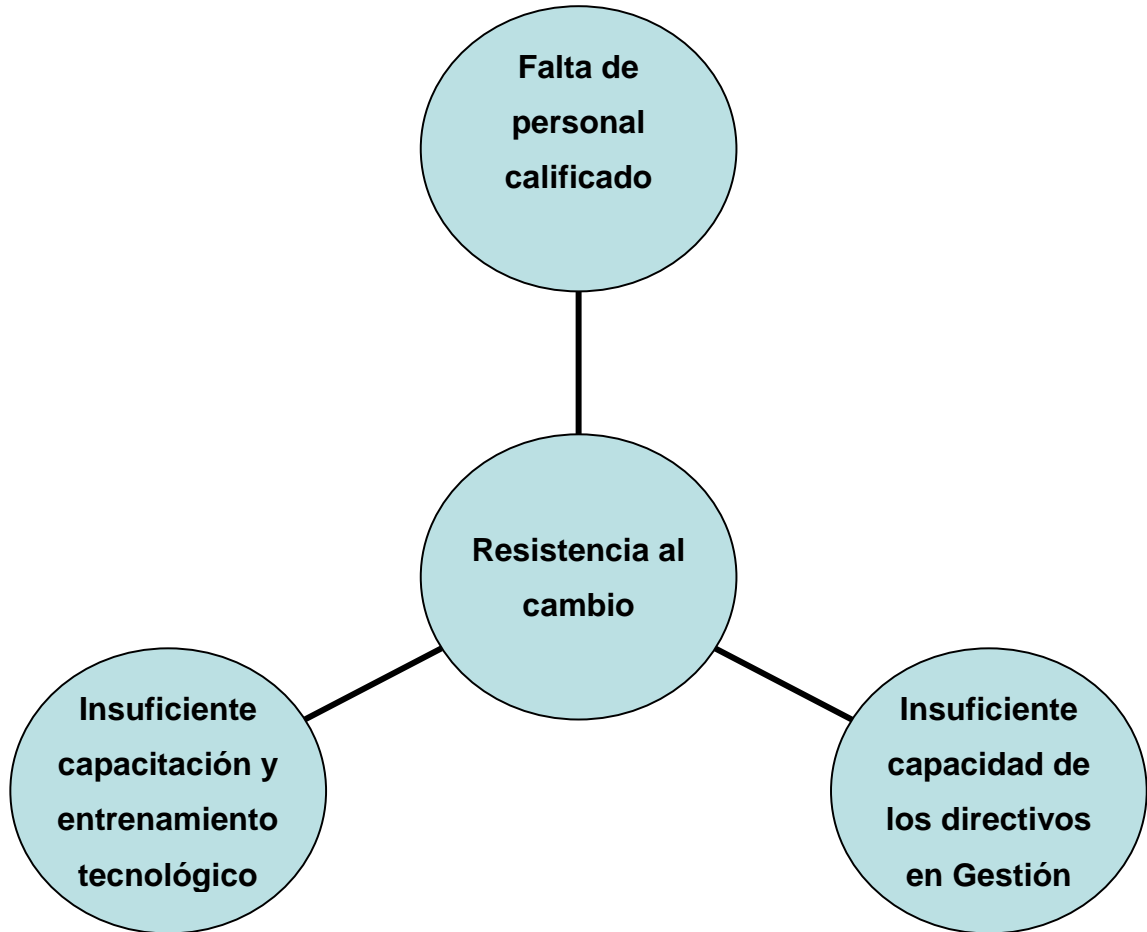 Falta de
personal
calificado
Resistencia al
cambio
Insuficiente
capacitación y
entrenamiento
tecnológico
Insuficiente
capacidad de
los directivos
en Gestión